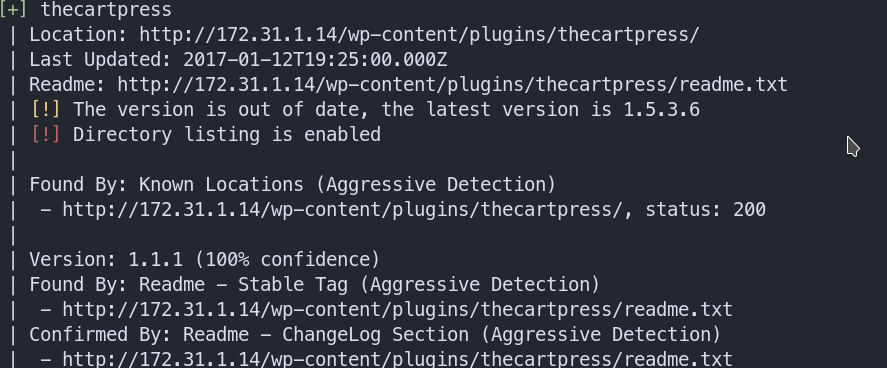 [+] thecartpress
| Location: http://172.31.1.14/wp-content/plugins/thecartpress/
| Last Updated: 2017-01-12T19:25:00.000Z
| Readme: http://172.31.1.14/wp-content/plugins/thecartpress/readme.txt
| [!] The version is out of date, the latest version is 1.5.3.6
| [!] Directory listing is enabled
|
| Found By: Known Locations (Aggressive Detection)
|  - http://172.31.1.14/wp-content/plugins/thecartpress/, status: 200
|
| Version: 1.1.1 (100% confidence)
| Found By: Readme - Stable Tag (Aggressive Detection)
|  - http://172.31.1.14/wp-content/plugins/thecartpress/readme.txt
| Confirmed By: Readme - ChangeLog Section (Aggressive Detection)
|  - http://172.31.1.14/wp-content/plugins/thecartpress/readme.txt